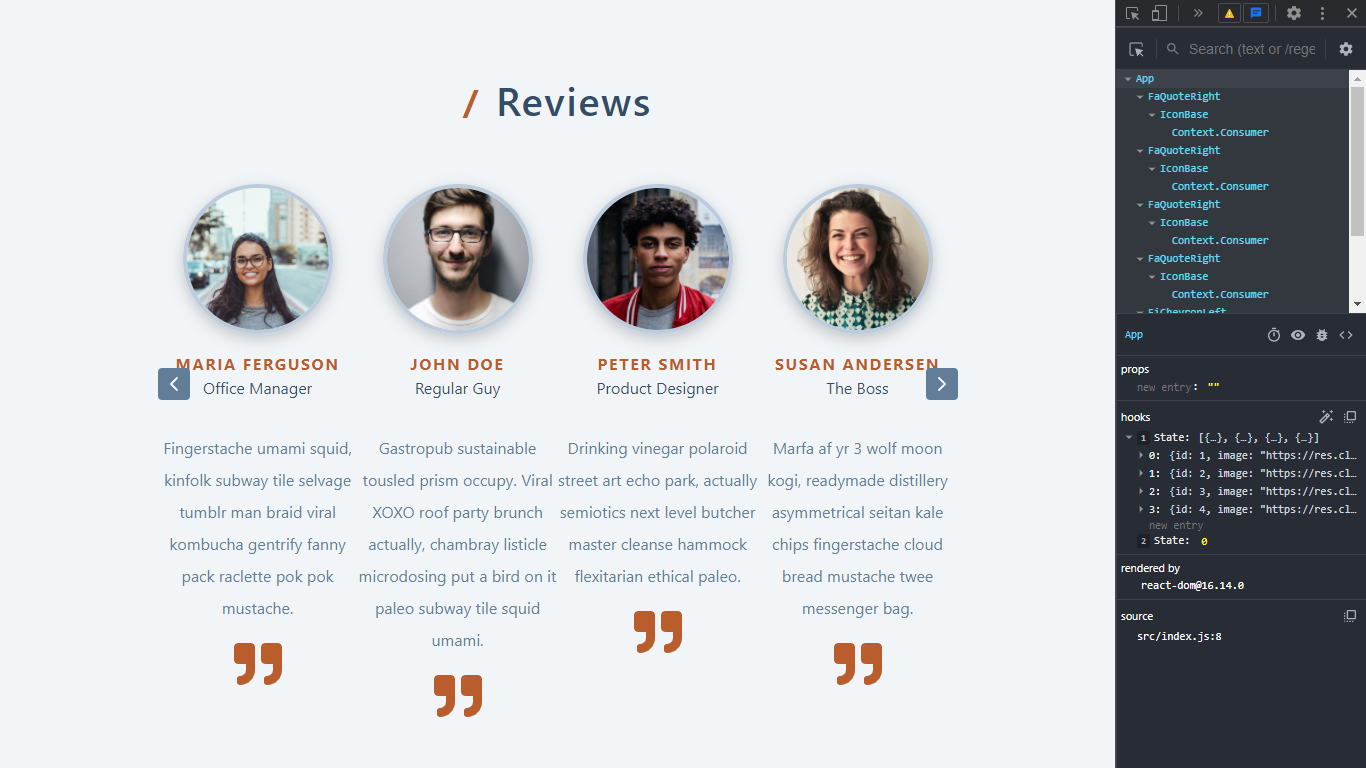 / Reviews
MARIA FERGUSON
Office Manager
Fingerstache umami squid,
kinfolk subway tile selvage
tumblr man braid viral
kombucha gentrify fanny
pack raclette pok pok
mustache.
JOHN DOE
Regular Guy
Gastropub sustainable
tousled prism occupy. Viral
XOXO roof party brunch
actually, chambray listicle
microdosing put a bird on it
paleo subway tile squid
umami.
PETER SMITH
Product Designer
Drinking vinegar polaroid
street art echo park, actually
semiotics next level butcher
master cleanse hammock
flexitarian ethical paleo.
SUSAN ANDERSEN
The Boss
Marfa af yr 3 wolf moon
kogi, readymade distillery
asymmetrical seitan kale
chips fingerstache cloud
bread mustache twee
messenger bag.
Search (text or /rege
App
FaQuoteRight
IconBase
Context.Consumer
FaQuoteRight
IconBase
Context.Consumer
FaQuoteRight
IconBase
Context.Consumer
FaQuoteRight
IconBase
Context.Consumer
FiChevronLeft
App
props
new entry: ""
hooks
1 State: [{…}, {…}, {…}, {…}]
0: {id: 1, image: "https://res.cl…
1: {id: 2, image: "https://res.cl…
2: {id: 3, image: "https://res.cl…
3: {id: 4, image: "https://res.cl…
new entry
2 State: 0
rendered by
react-dom@16.14.0
source
src/index.js:8